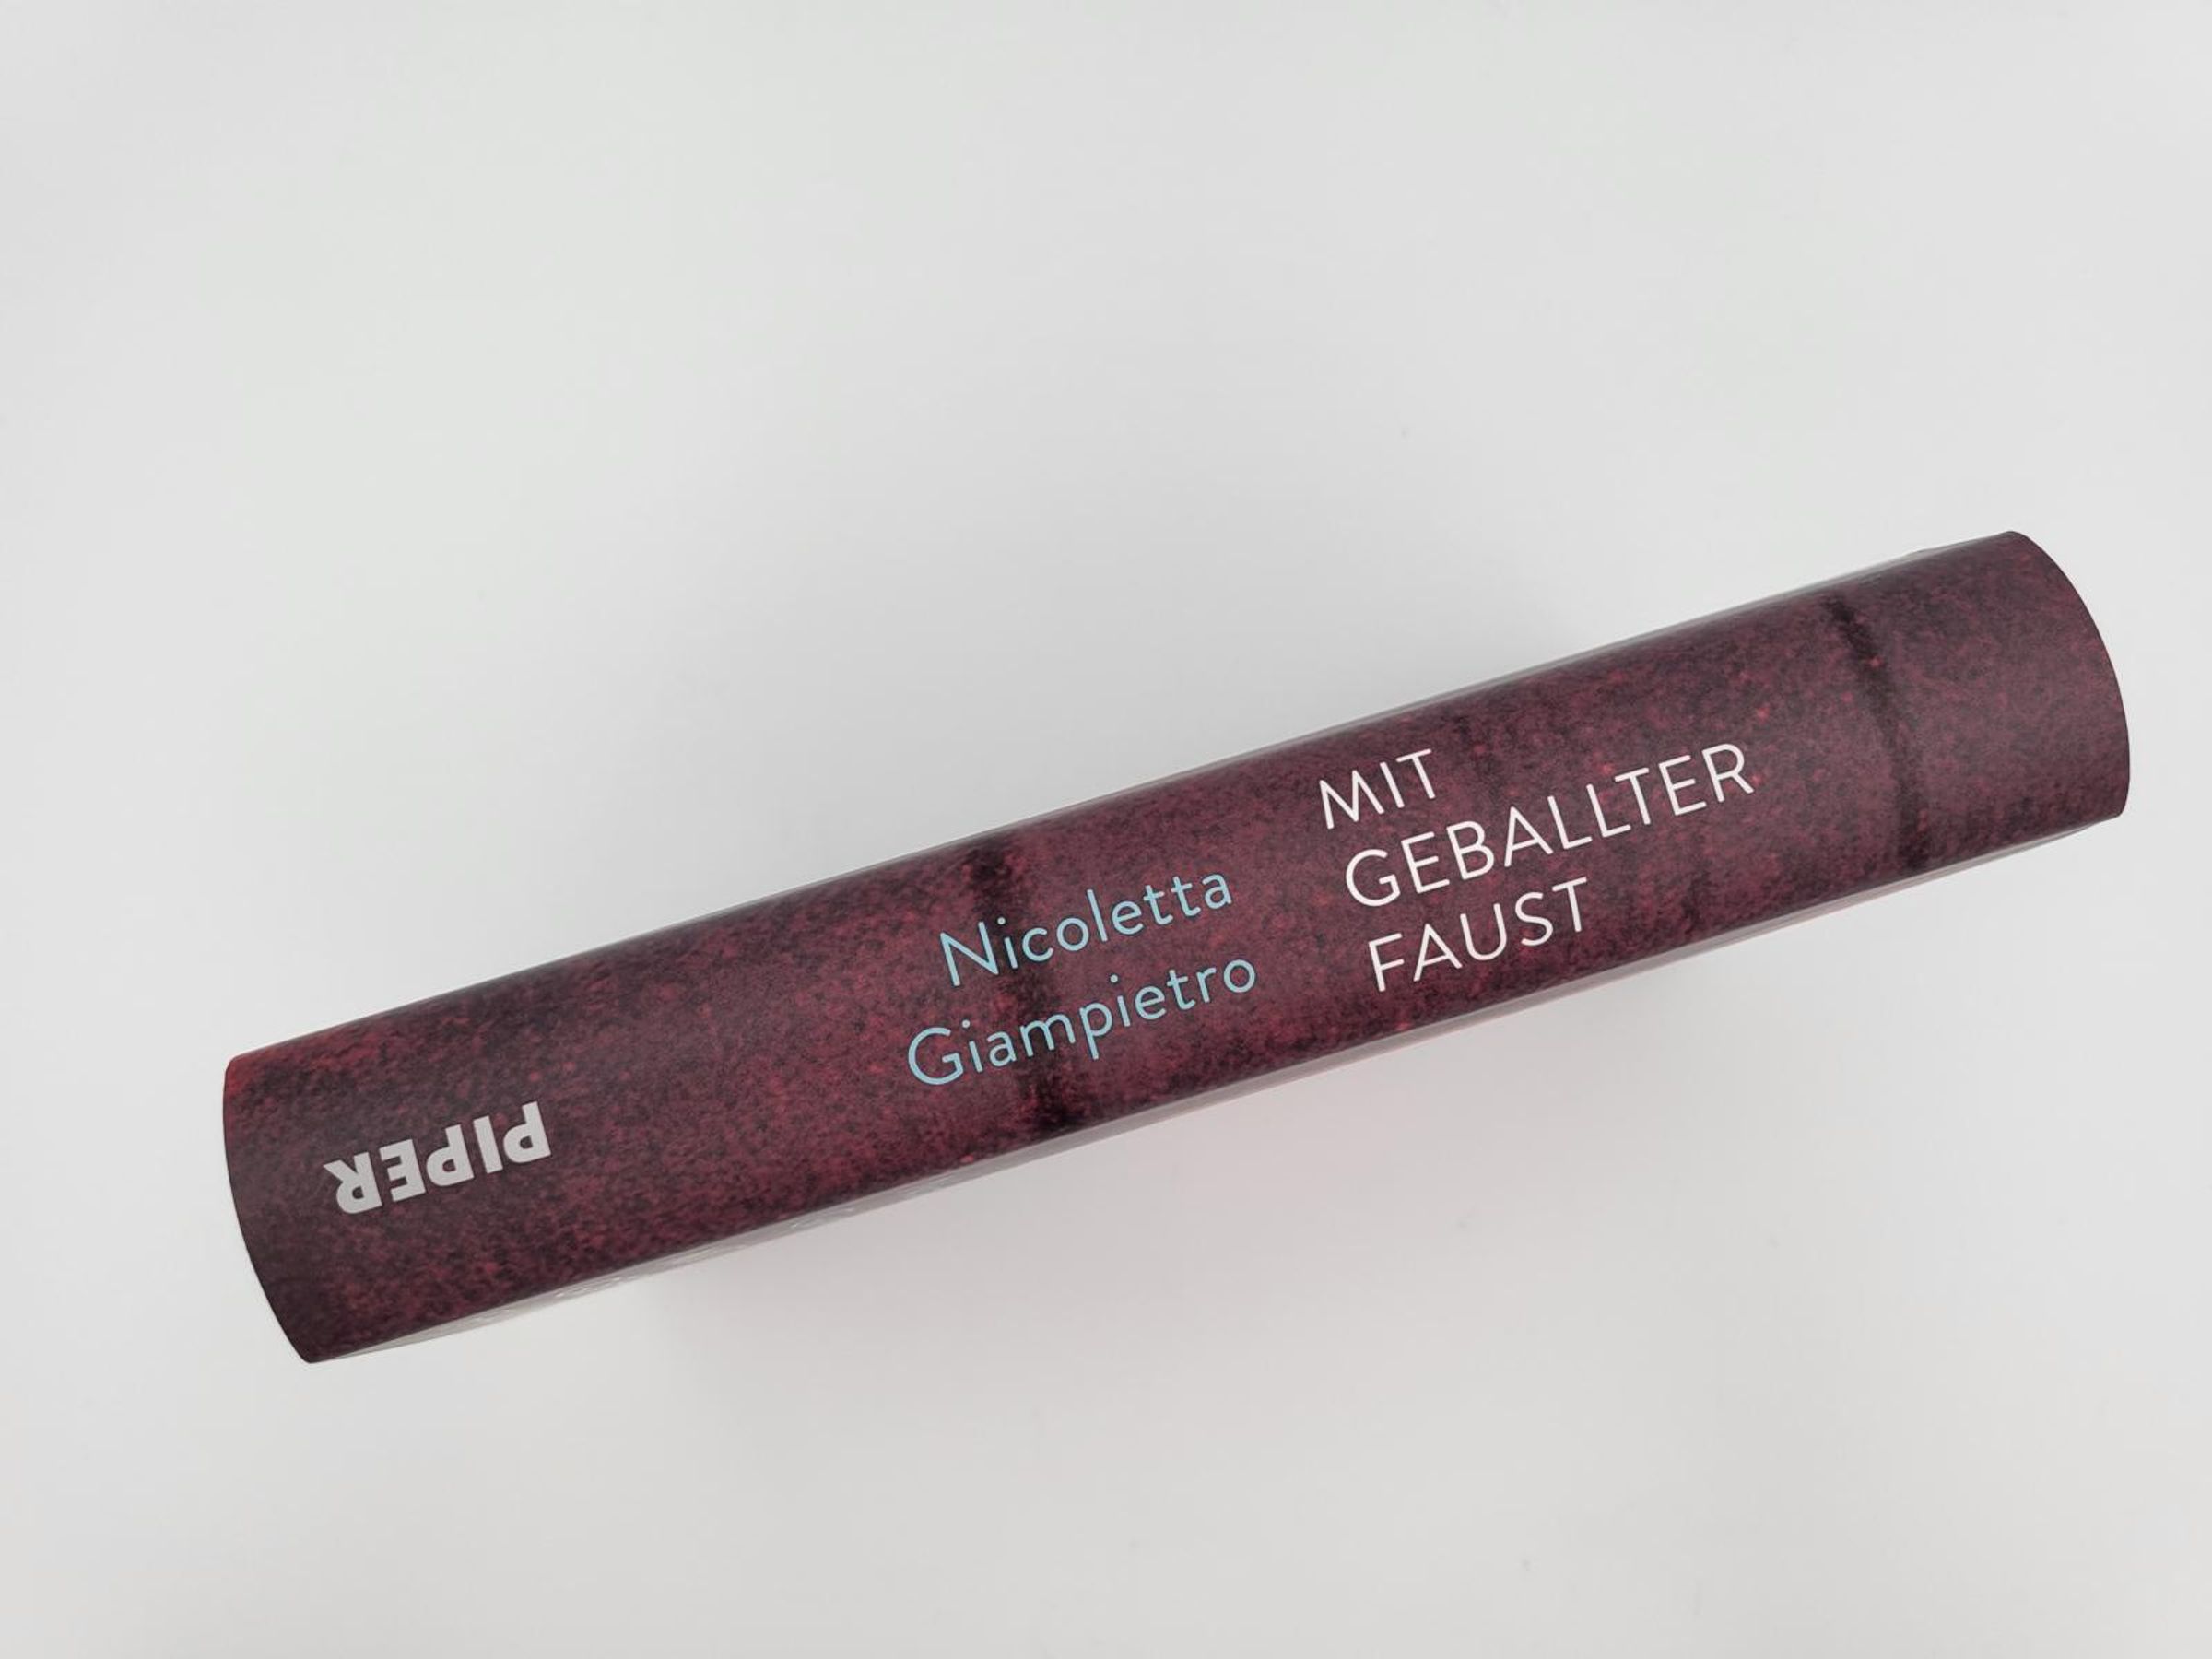 Nicoletta
Giampietro
MIT
GEBALLTER
FAUST
PIPER